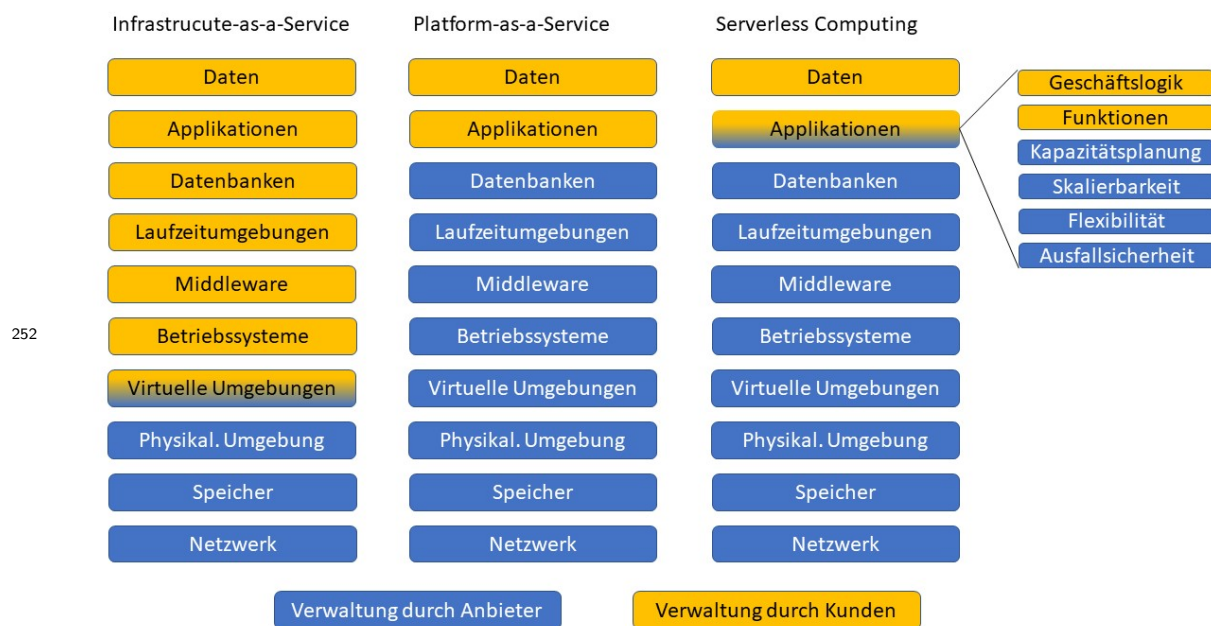 Infrastrucute-as-a-Service
Platform-as-a-Service
Serverless Computing
Daten
Daten
Daten
Geschäftslogik
Applikationen
Applikationen
Applikationen
Funktionen
Kapazitätsplanung
Datenbanken
Datenbanken
Datenbanken
Skalierbarkeit
Laufzeitumgebungen
Laufzeitumgebungen
Laufzeitumgebungen
Flexibilität
Ausfallsicherheit
Middleware
Middleware
Middleware
252
Betriebssysteme
Betriebssysteme
Betriebssysteme
Virtuelle Umgebungen
Virtuelle Umgebungen
Virtuelle Umgebungen
Physikal. Umgebung
Physikal. Umgebung
Physikal. Umgebung
Speicher
Speicher
Speicher
Netzwerk
Netzwerk
Netzwerk
Verwaltung durch Anbieter
Verwaltung durch Kunden